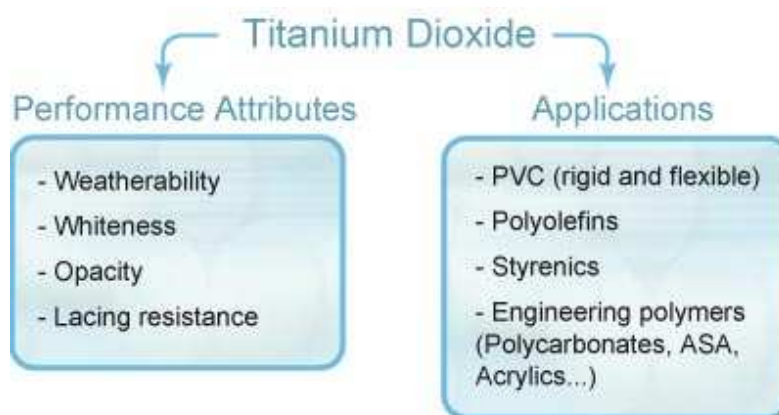 Titanium Dioxide
Performance Attributes
- Weatherability
- Whiteness
- Opacity
- Lacing resistance
Applications
- PVC (rigid and flexible)
- Polyolefins
- Styrenics
- Engineering polymers
(Polycarbonates, ASA,
Acrylics...)